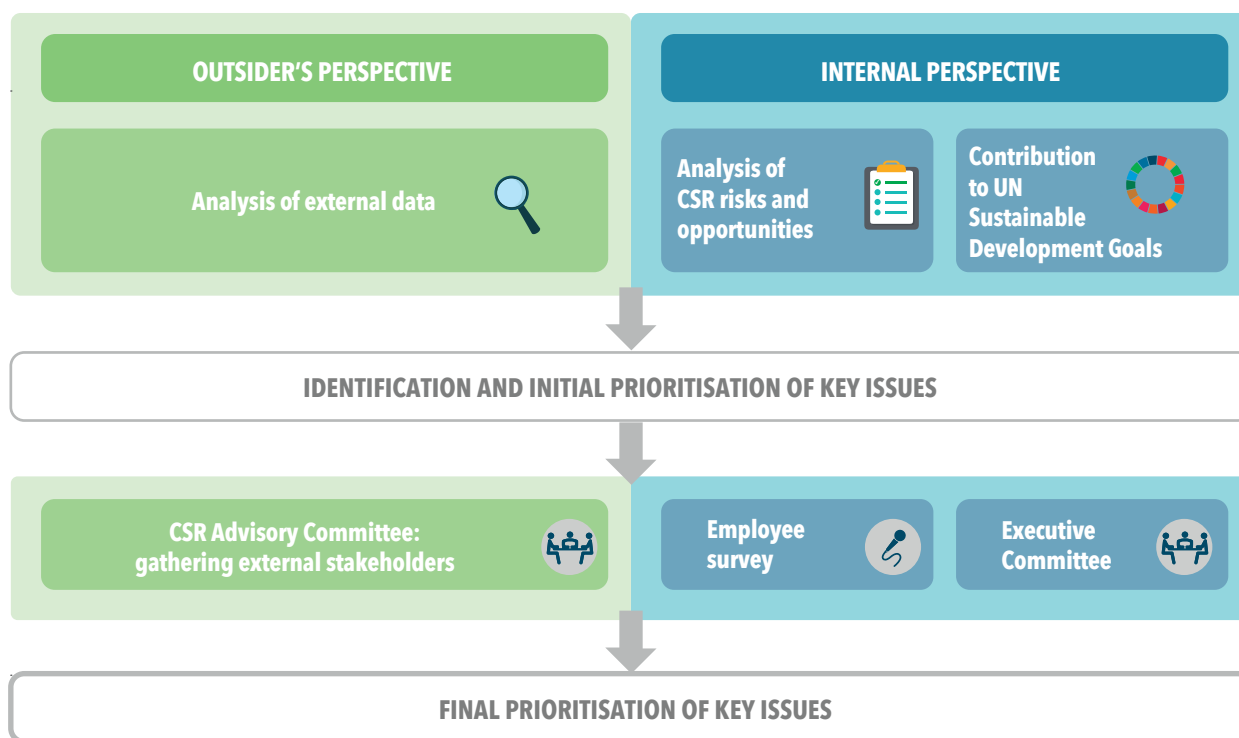 OUTSIDER'S PERSPECTIVE
INTERNAL PERSPECTIVE
Analysis of external data
Analysis of
CSR risks and
opportunities
Contribution
to UN
Sustainable
Development Goals
IDENTIFICATION AND INITIAL PRIORITISATION OF KEY ISSUES
CSR Advisory Committee:
gathering external stakeholders
Employee
survey
Executive
Committee
FINAL PRIORITISATION OF KEY ISSUES